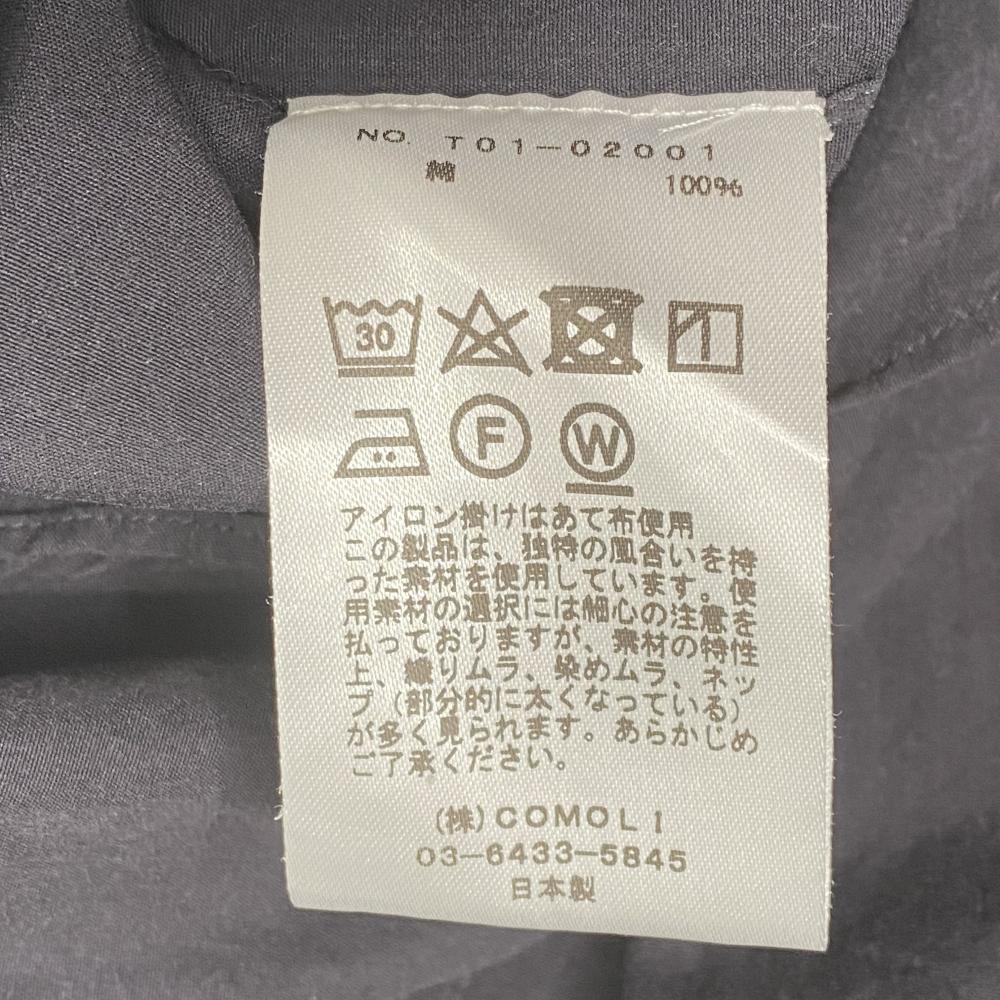 NO. T01-02001
綿 100%
30
F W
アイロン掛けはあて布使用
この製品は、独特の風合いを持
った素材を使用しています。使
用素材の選択には細心の注意を
払っておりますが、素材の特性
上、織りムラ、染めムラ、ネッ
プ（部分的に太くなっている）
が多く見られます。あらかじめ
ご了承ください。
(株)COMOLI
03-6433-5845
日本製